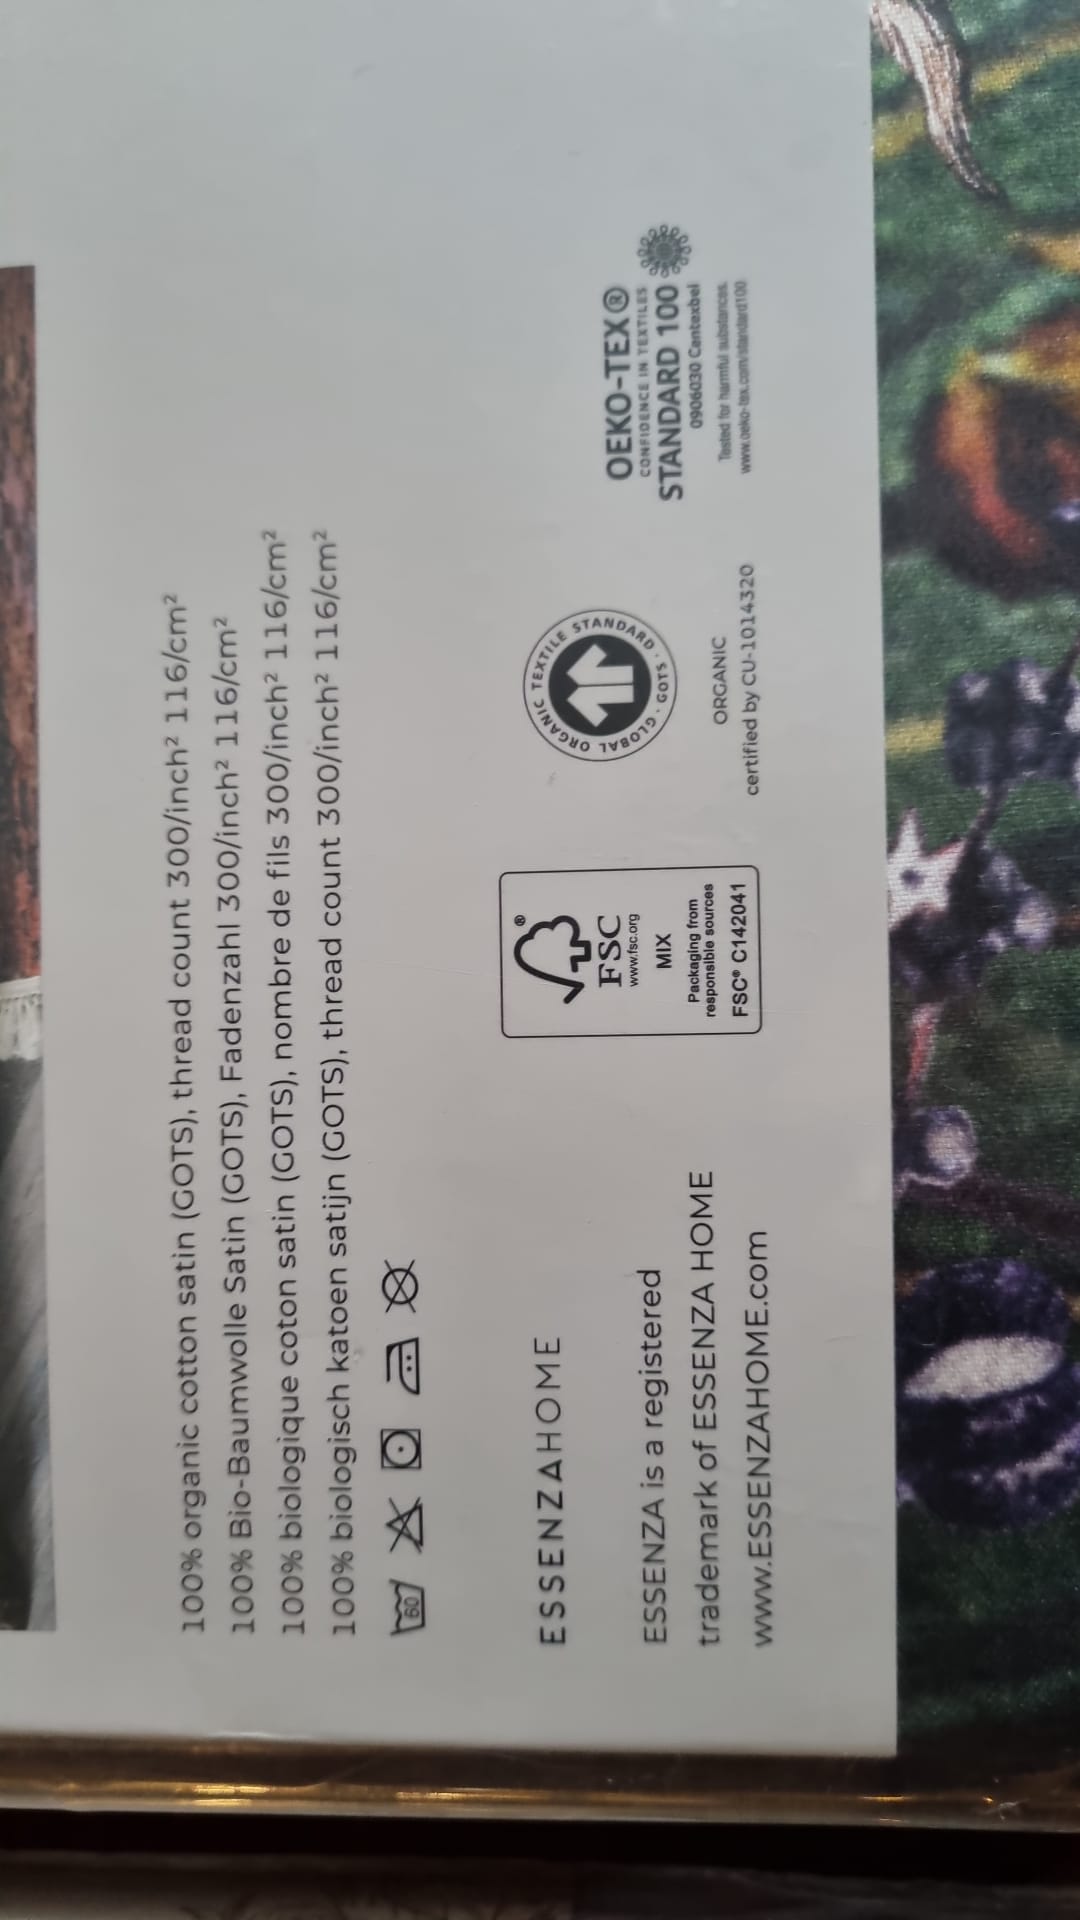 100% organic cotton satin (GOTS), thread count 300/inch² 116/cm²
100% Bio-Baumwolle Satin (GOTS), Fadenzahl 300/inch² 116/cm²
100% biologique coton satin (GOTS), nombre de fils 300/inch² 116/cm²
100% biologisch katoen satijn (GOTS), thread count 300/inch² 116/cm²
60
ESSENZAHOME
ESSENZA is a registered
trademark of ESSENZA HOME
www.ESSENZAHOME.com
®
FSC
www.fsc.org
MIX
Packaging from
responsible sources
FSC® C142041
GLOBAL ORGANIC TEXTILE STANDARD · GOTS ·
ORGANIC
certified by CU-1014320
OEKO-TEX®
CONFIDENCE IN TEXTILES
STANDARD 100
0906030 Centexbel
Tested for harmful substances.
www.oeko-tex.com/standard100